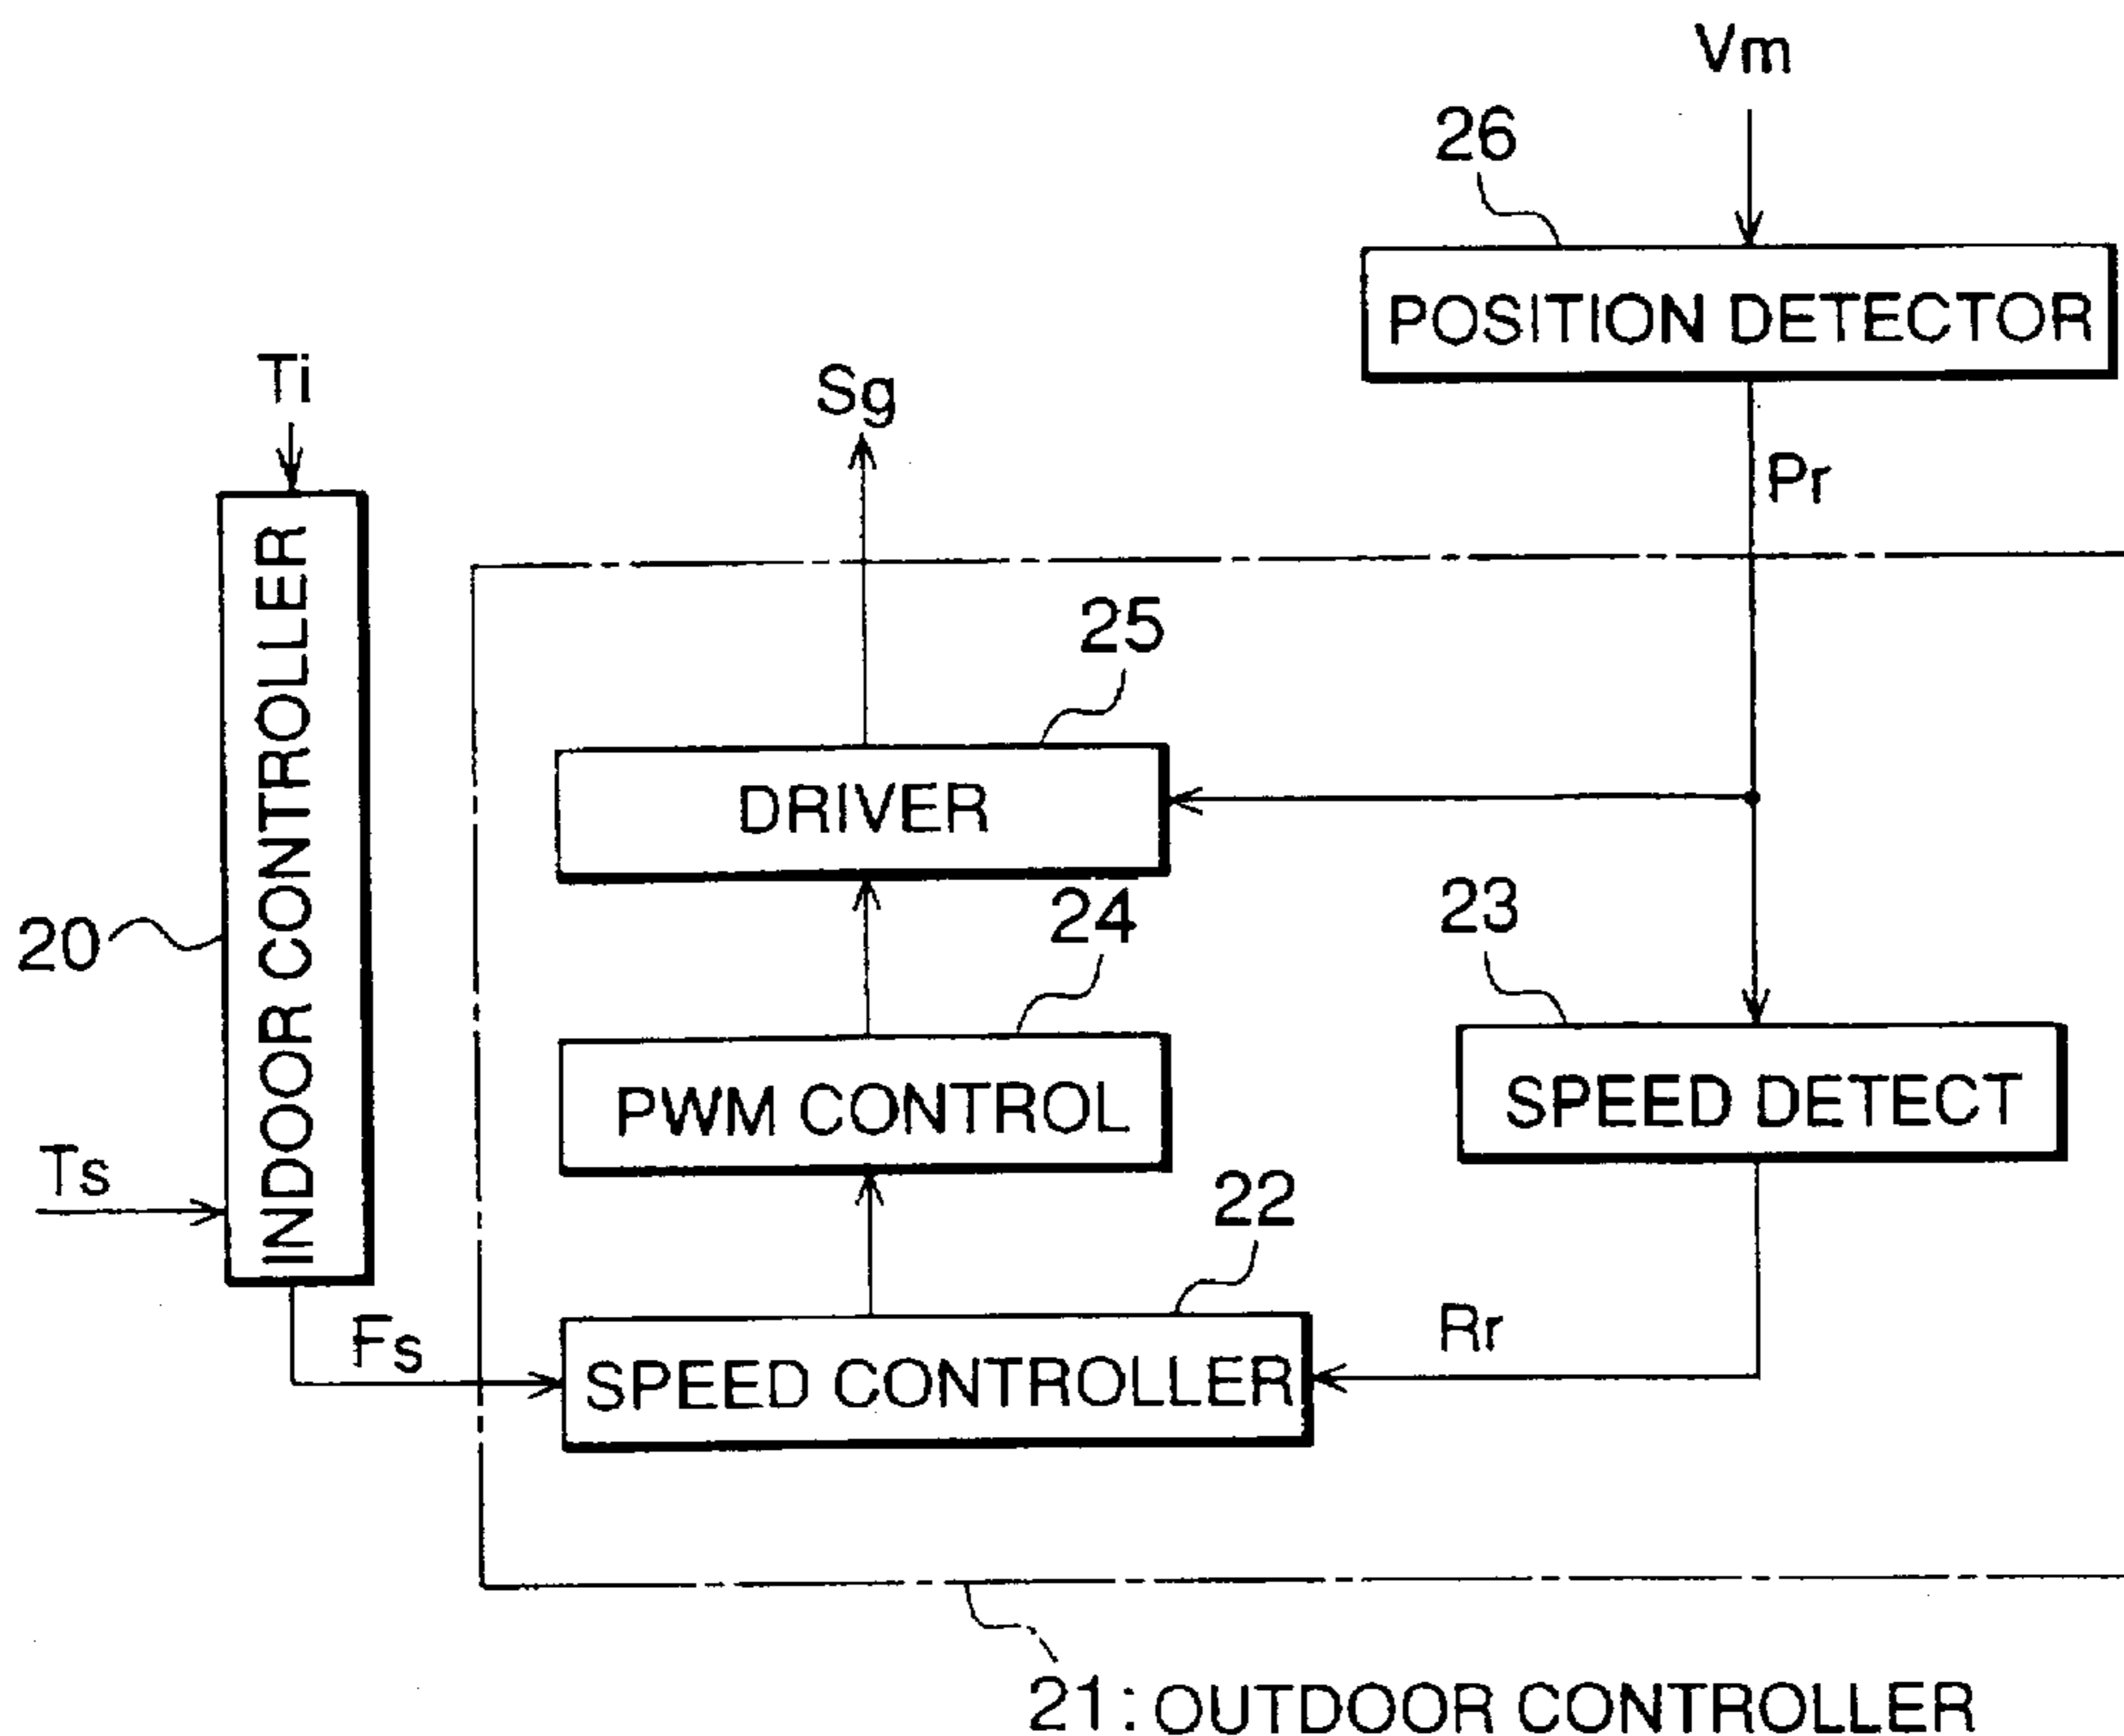 Vm
26
POSITION DETECTOR
Ti
Sg
Pr
INDOOR CONTROLLER
25
DRIVER
20
24
23
PWM CONTROL
SPEED DETECT
Ts
22
Fs
SPEED CONTROLLER
Rr
21: OUTDOOR CONTROLLER